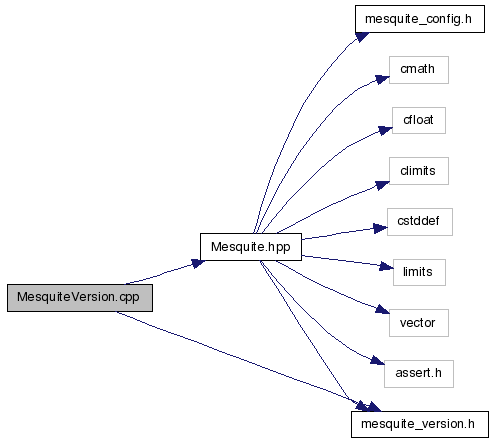 mesquite_config.h
cmath
cfloat
climits
cstddef
Mesquite.hpp
limits
MesquiteVersion.cpp
vector
assert.h
mesquite_version.h